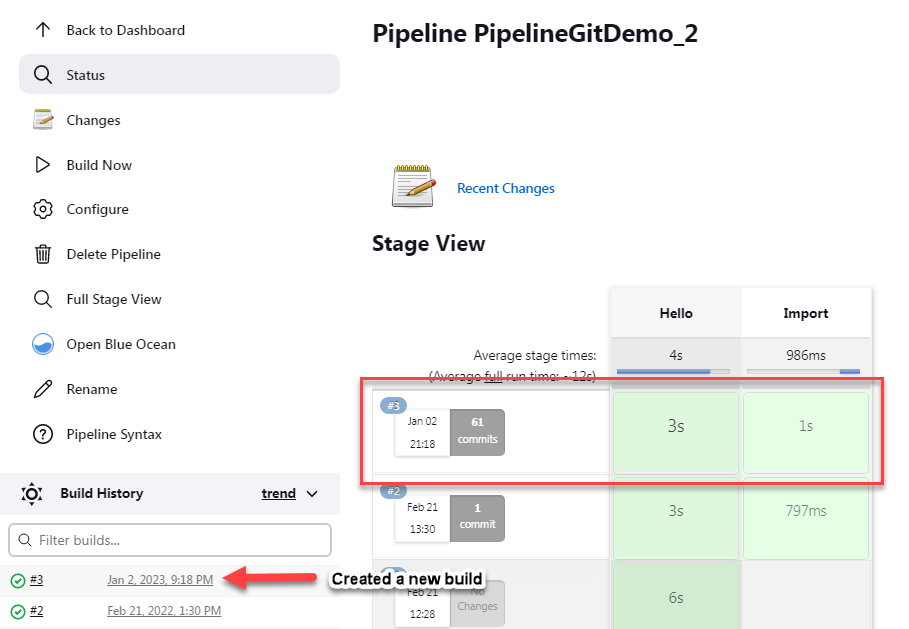 Back to Dashboard
Status
Changes
Build Now
Configure
Delete Pipeline
Full Stage View
Open Blue Ocean
Rename
Pipeline Syntax
Build History
trend
Filter builds...
#3
Jan 2, 2023, 9:18 PM
#2
Feb 21, 2022, 1:30 PM
Created a new build
Pipeline PipelineGitDemo_2
Recent Changes
Stage View
Hello
Import
Average stage times:
4s
986ms
(Average full run time: ~12s)
#3
Jan 02
21:18
61
commits
3s
1s
#2
Feb 21
13:30
1
commit
3s
797ms
Feb 21
12:28
No
Changes
6s